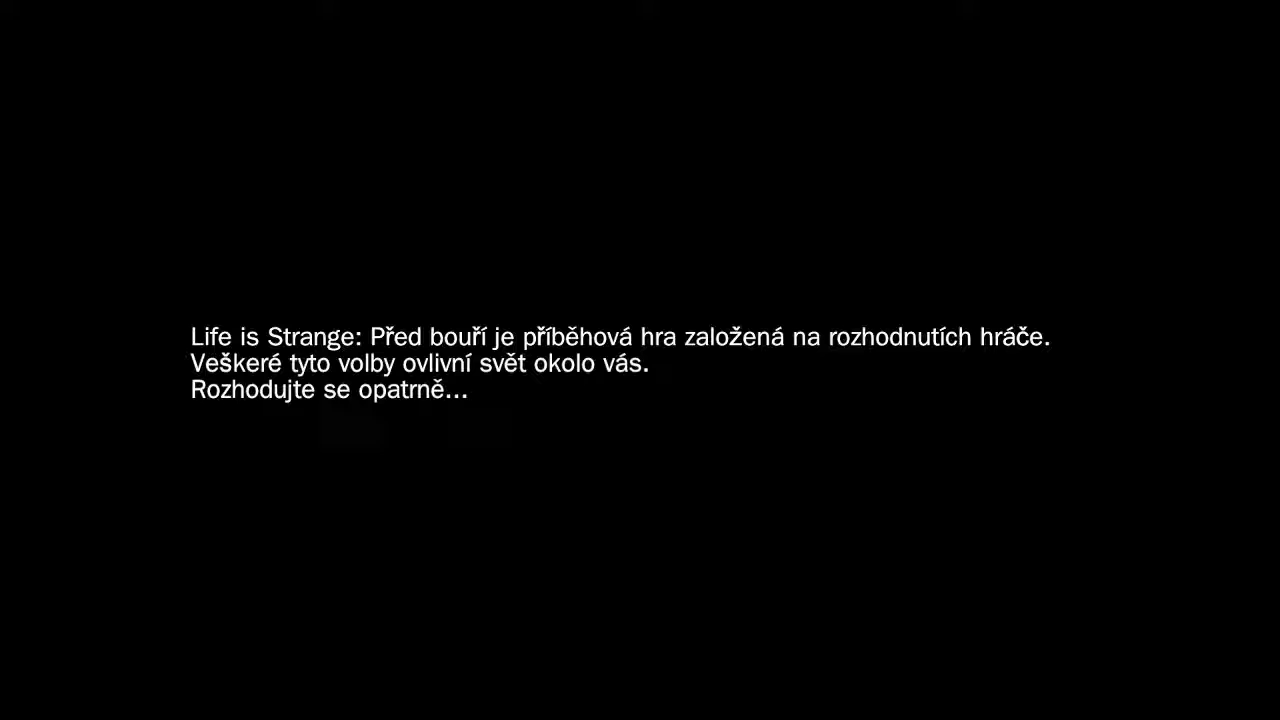 Life is Strange: Před bouří je příběhová hra založená na rozhodnutích hráče.
Veškeré tyto volby ovlivní svět okolo vás.
Rozhodujte se opatrně...